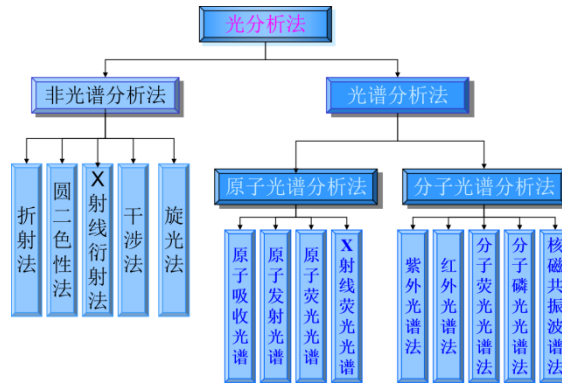 光分析法
非光谱分析法
光谱分析法
折射法
圆二色性法
X射线衍射法
干涉法
旋光法
原子光谱分析法
分子光谱分析法
原子吸收光谱
原子发射光谱
原子荧光光谱
X射线荧光光谱
紫外光谱法
红外光谱法
分子荧光光谱法
分子磷光光谱法
核磁共振波谱法